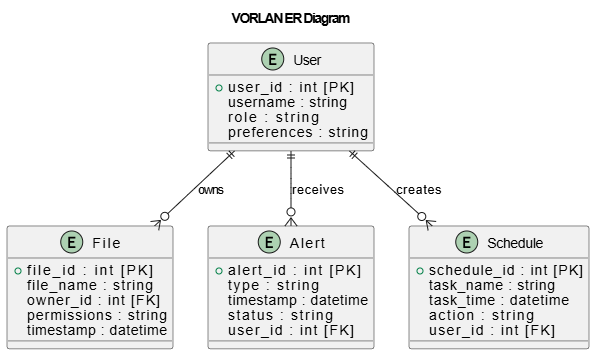 VORLAN ER Diagram
E User
user_id : int [PK]
username : string
role : string
preferences : string
owns
receives
creates
E File
file_id : int [PK]
file_name : string
owner_id : int [FK]
permissions : string
timestamp : datetime
E Alert
alert_id : int [PK]
type : string
timestamp : datetime
status : string
user_id : int [FK]
E Schedule
schedule_id : int [PK]
task_name : string
task_time : datetime
action : string
user_id : int [FK]